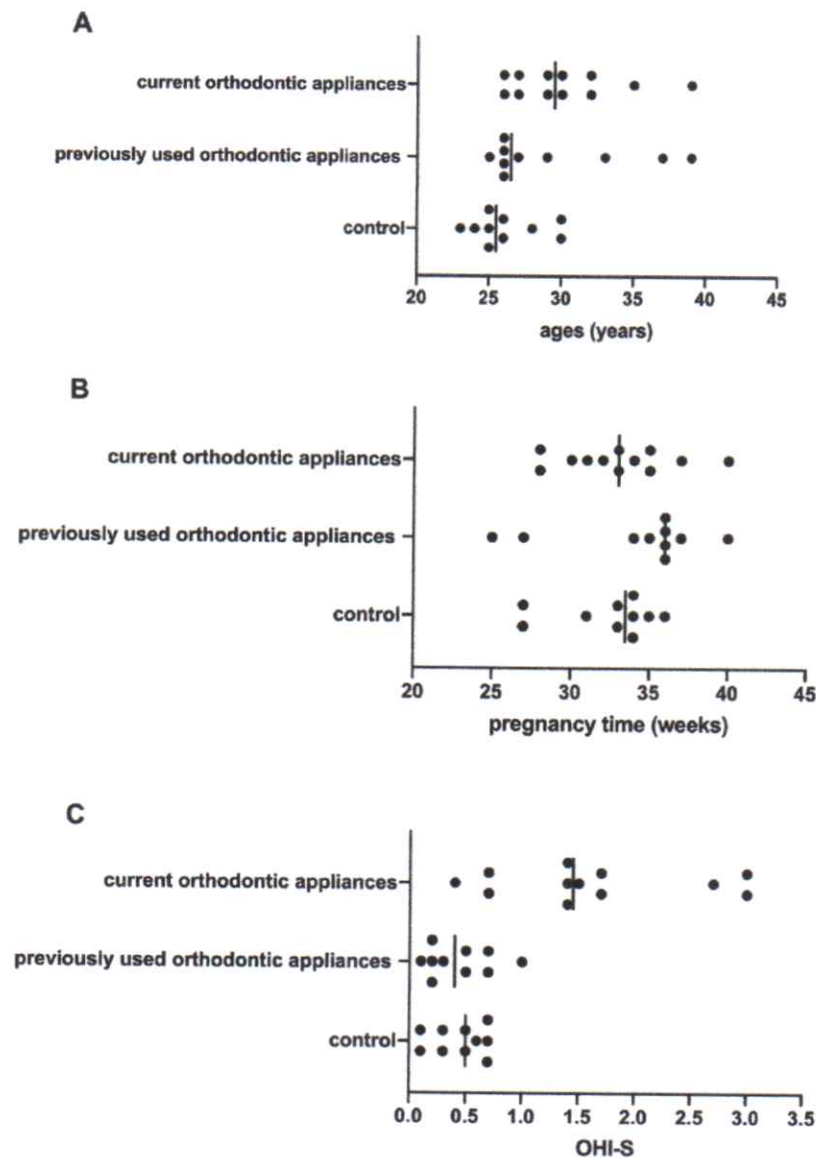 A
current orthodontic appliances
previously used orthodontic appliances
control
20 25 30 35 40 45
ages (years)
B
current orthodontic appliances
previously used orthodontic appliances
control
20 25 30 35 40 45
pregnancy time (weeks)
C
current orthodontic appliances
previously used orthodontic appliances
control
0.0 0.5 1.0 1.5 2.0 2.5 3.0 3.5
OHI-S